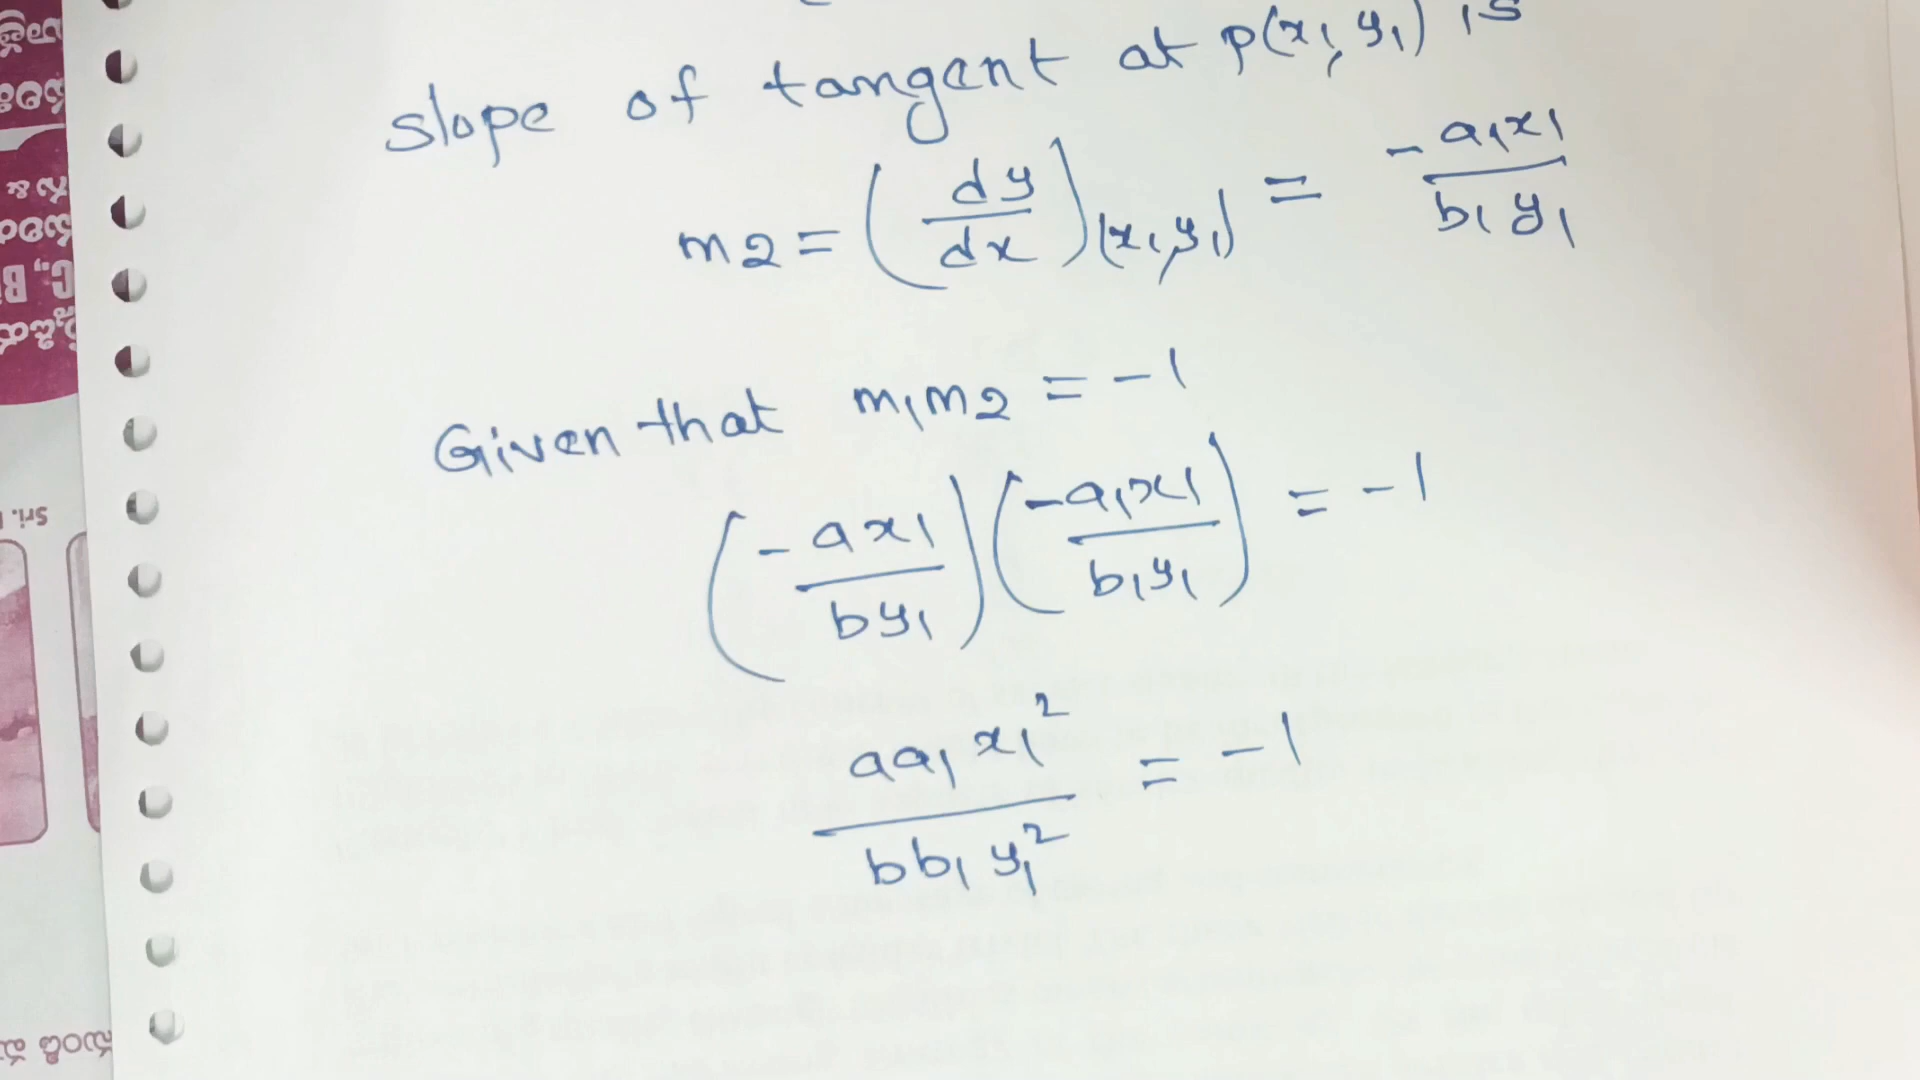 slope of tangent at P(x₁, y₁) is
m2 = (dy/dx)(x₁,y₁) = -a₁x₁/b₁y₁
Given that m₁m2 = -1
(-ax₁/by₁)(-a₁x₁/b₁y₁) = -1
aa₁x₁²/bb₁y₁² = -1
Sri.